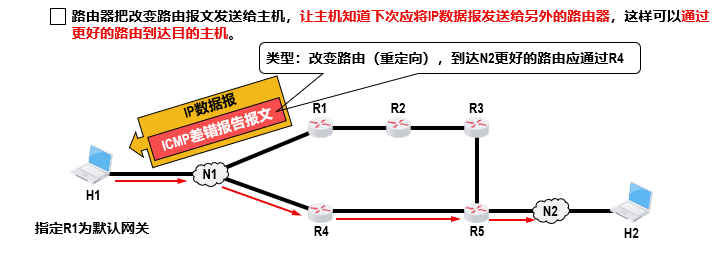 路由器把改变路由报文发送给主机，让主机知道下次应将IP数据报发送给另外的路由器，这样可以通过
更好的路由到达目的主机。
类型：改变路由（重定向），到达N2更好的路由应通过R4
IP数据报
ICMP差错报告报文
R1
R2
R3
N1
H1
R4
R5
N2
H2
指定R1为默认网关